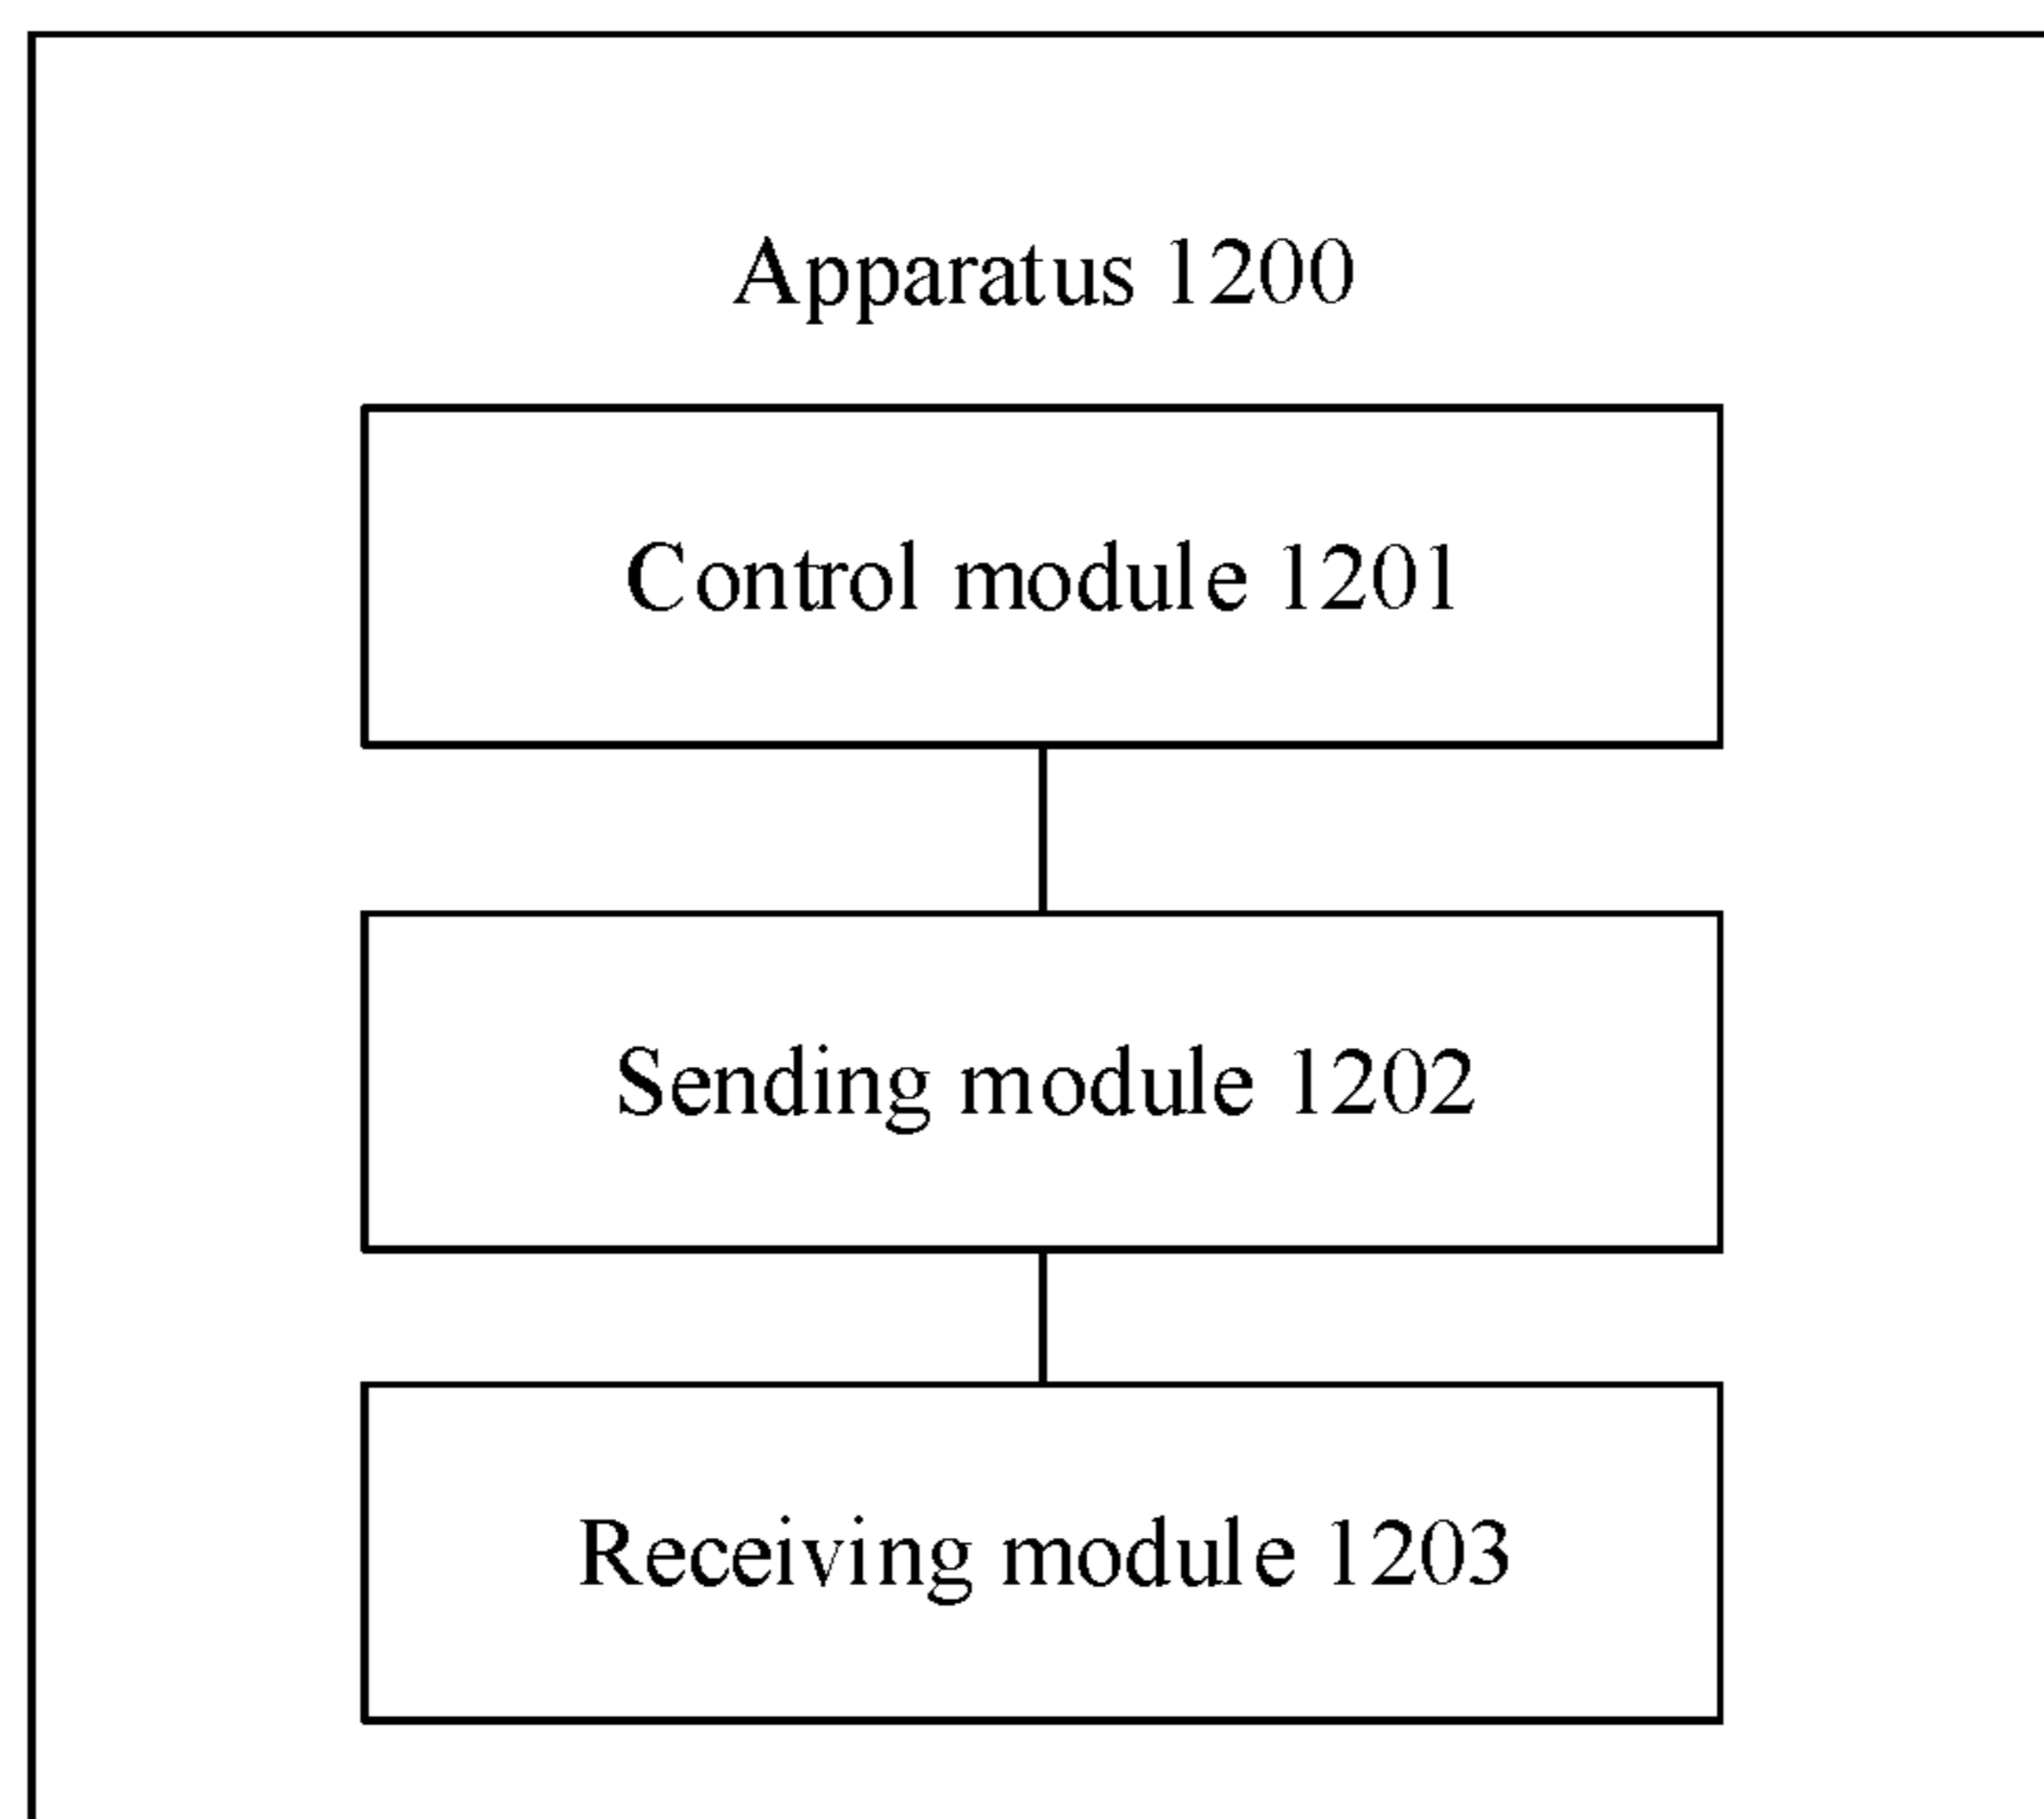 Apparatus 1200
Control module 1201
Sending module 1202
Receiving module 1203